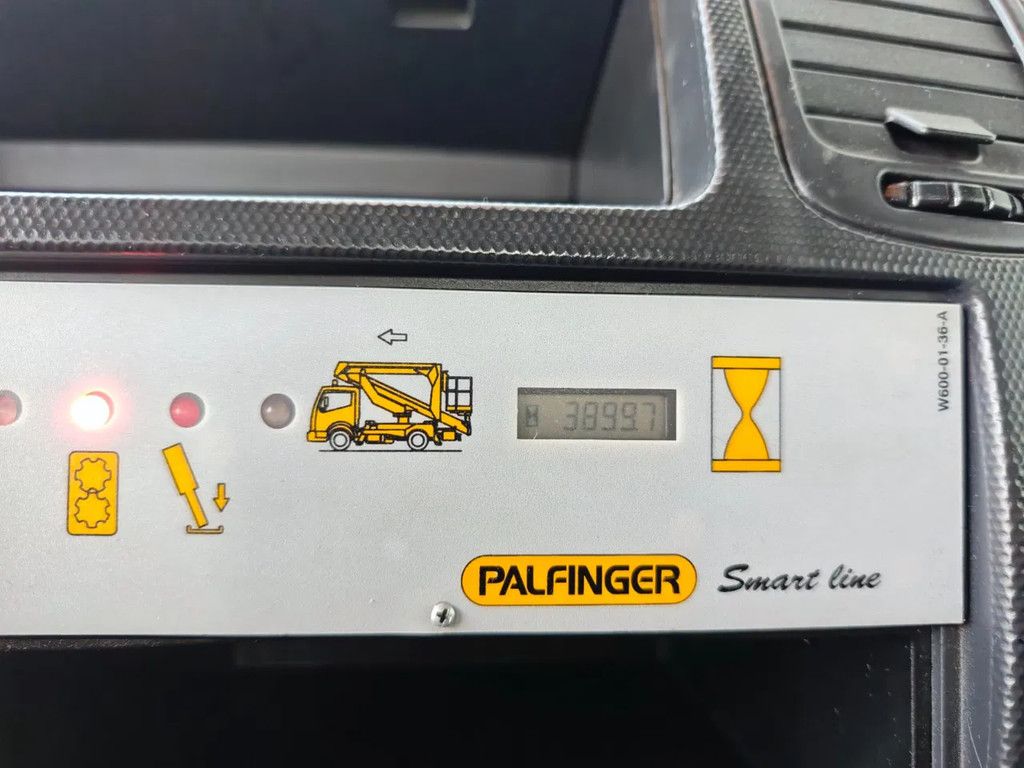 W600-01-36-A
38997
PALFINGER Smart line